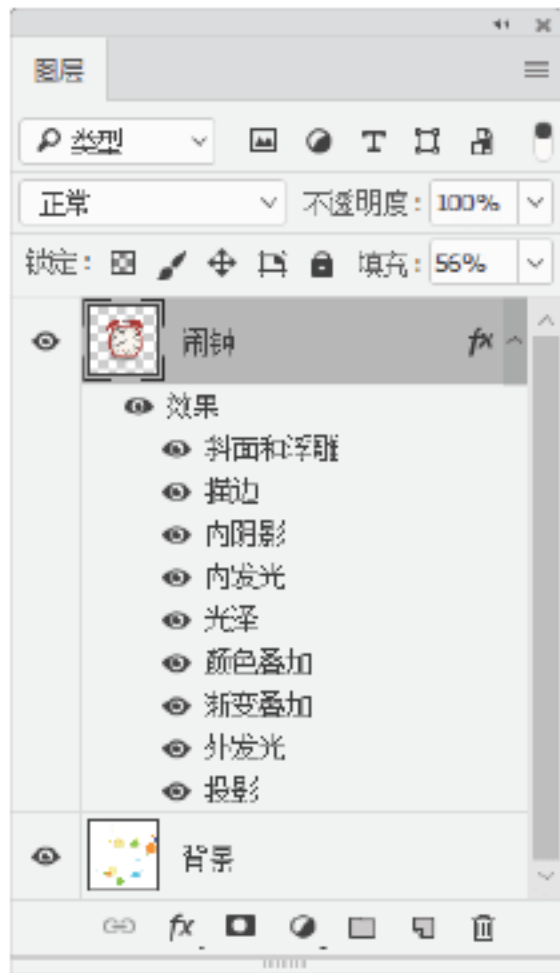 图层
类型
正常 不透明度: 100%
锁定: 填充: 56%
闹钟 fx
效果
斜面和浮雕
描边
内阴影
内发光
光泽
颜色叠加
渐变叠加
外发光
投影
背景
fx